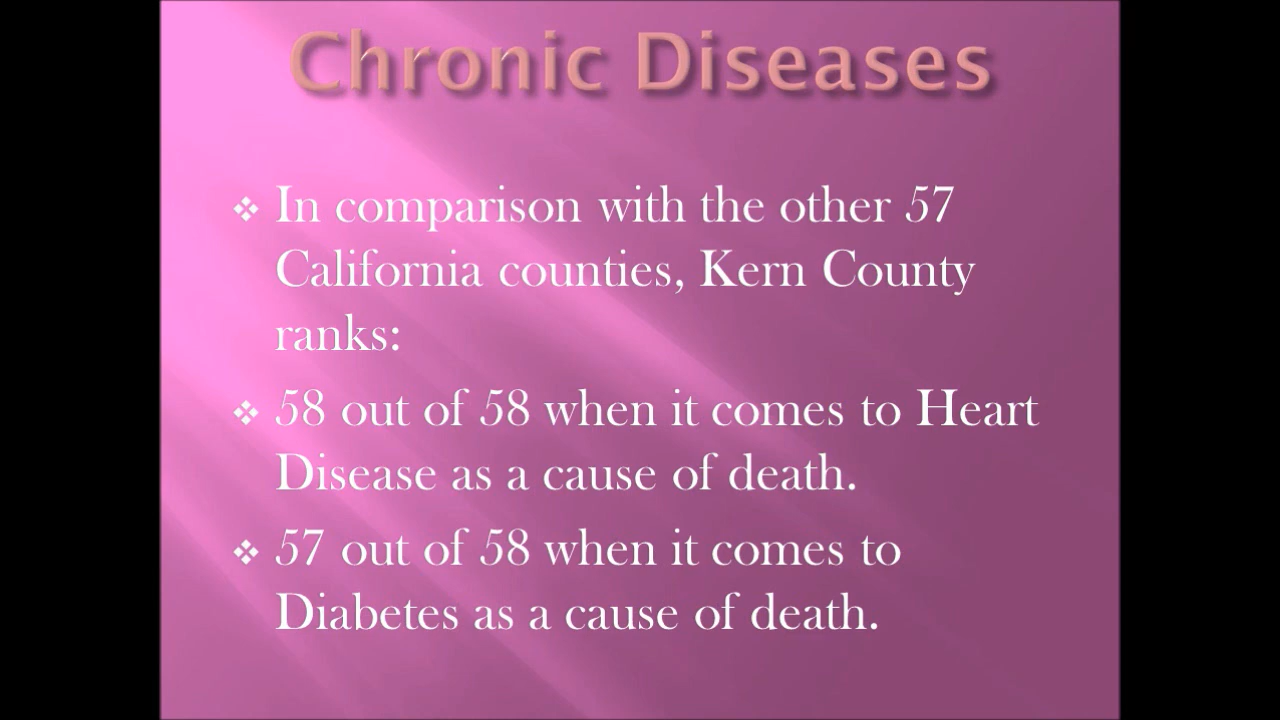 Chronic Diseases
❖ In comparison with the other 57
California counties, Kern County
ranks:
❖ 58 out of 58 when it comes to Heart
Disease as a cause of death.
❖ 57 out of 58 when it comes to
Diabetes as a cause of death.